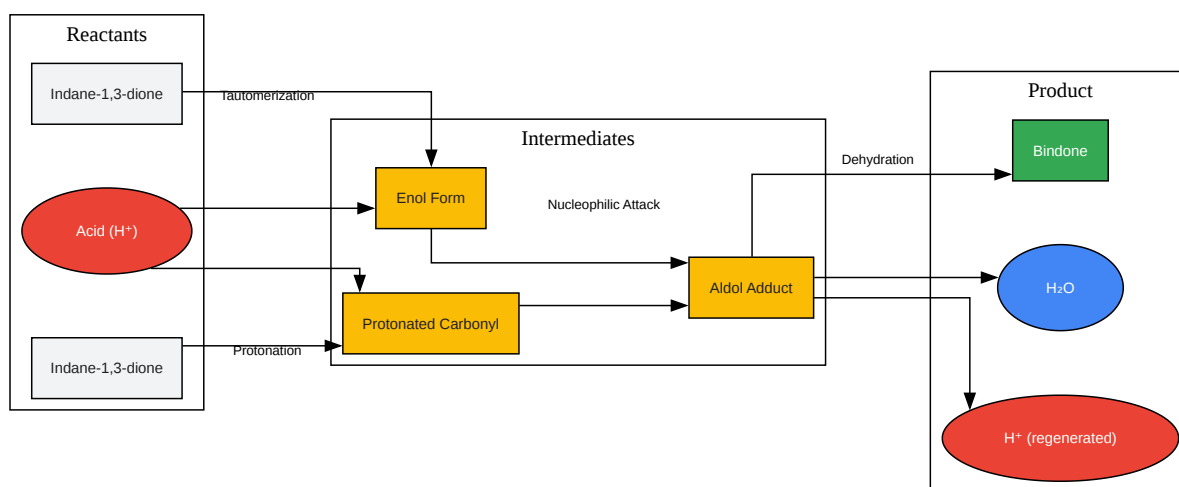 Reactants
Indane-1,3-dione
Tautomerization
Acid (H⁺)
Indane-1,3-dione
Protonation
Intermediates
Enol Form
Nucleophilic Attack
Protonated Carbonyl
Aldol Adduct
Dehydration
Product
Bindone
H₂O
H⁺ (regenerated)